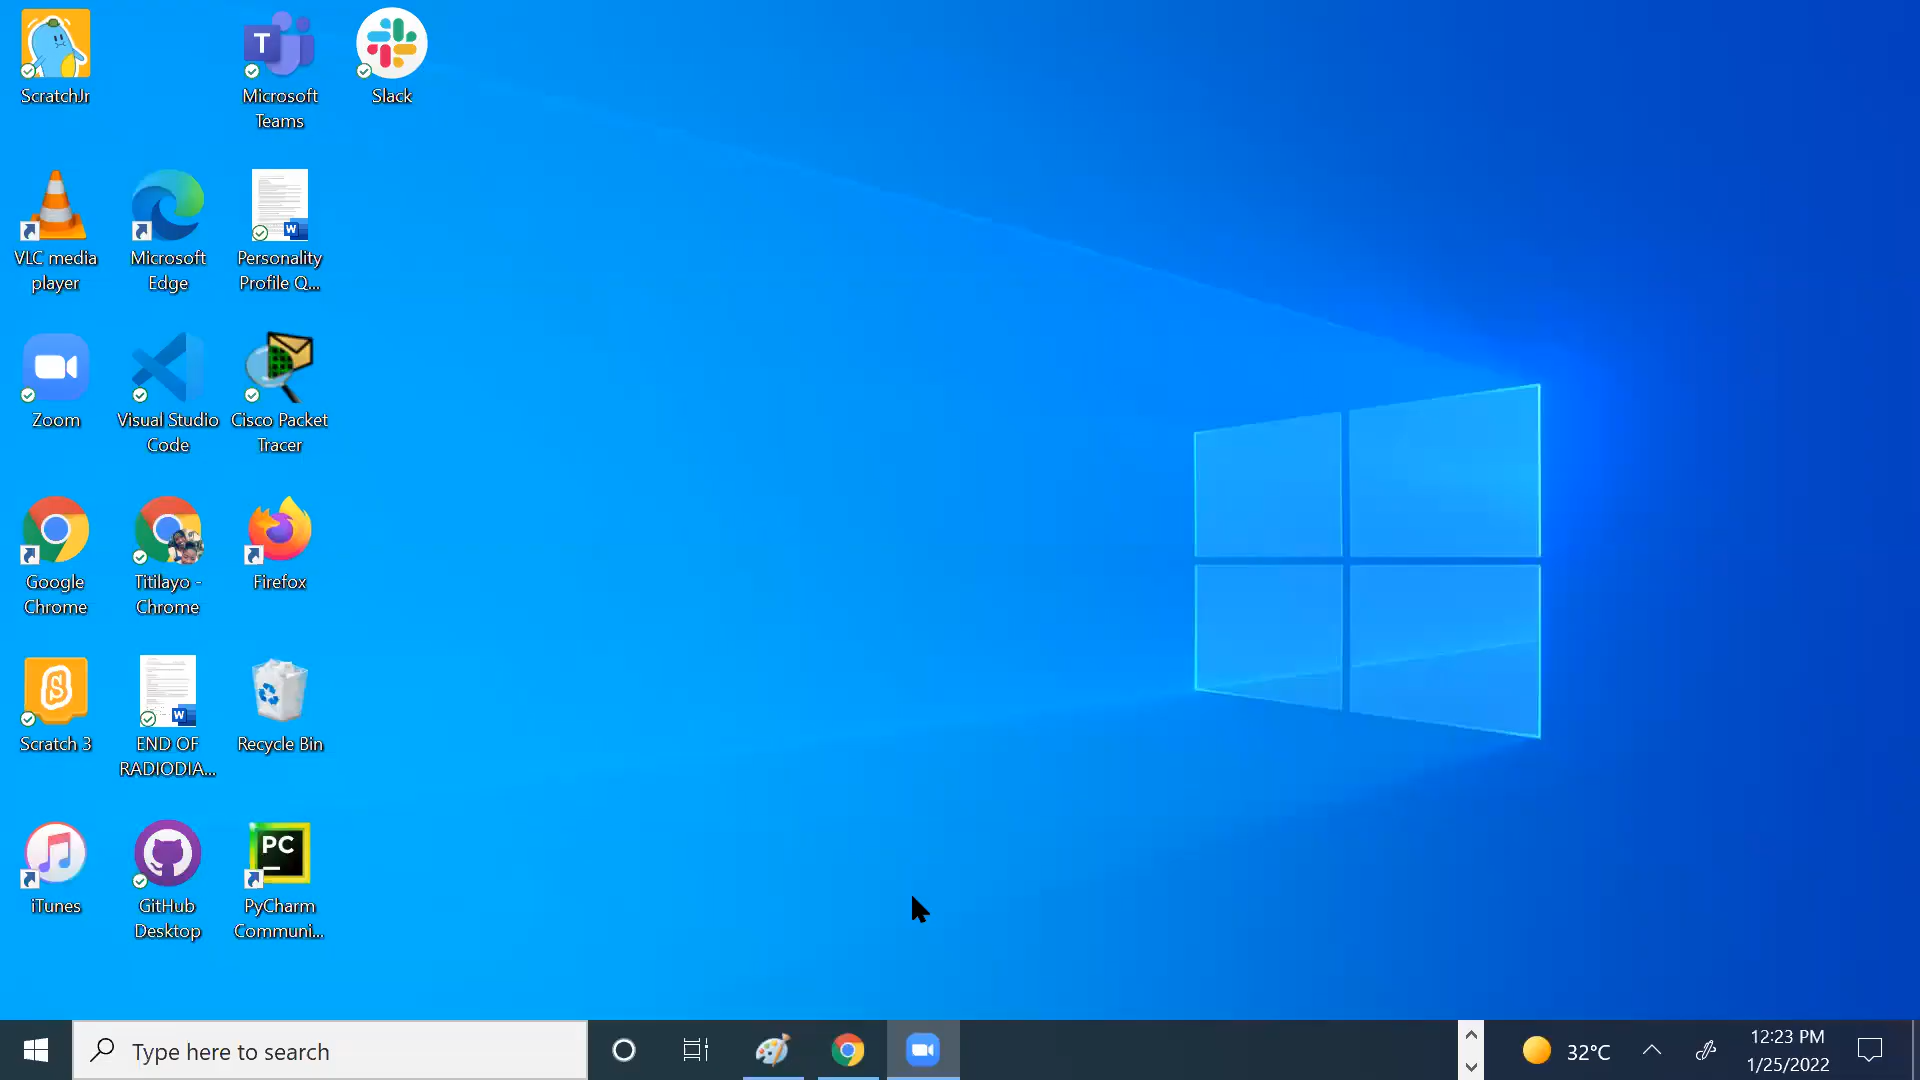 ScratchJr
Microsoft
Teams
T
Slack
VLC media
player
Microsoft
Edge
W
Personality
Profile Q...
Zoom
Visual Studio
Code
Cisco Packet
Tracer
Google
Chrome
Titilayo -
Chrome
Firefox
S
Scratch 3
W
END OF
RADIODIA...
Recycle Bin
iTunes
GitHub
Desktop
PC
PyCharm
Communi...
Type here to search
32°C
12:23 PM
1/25/2022